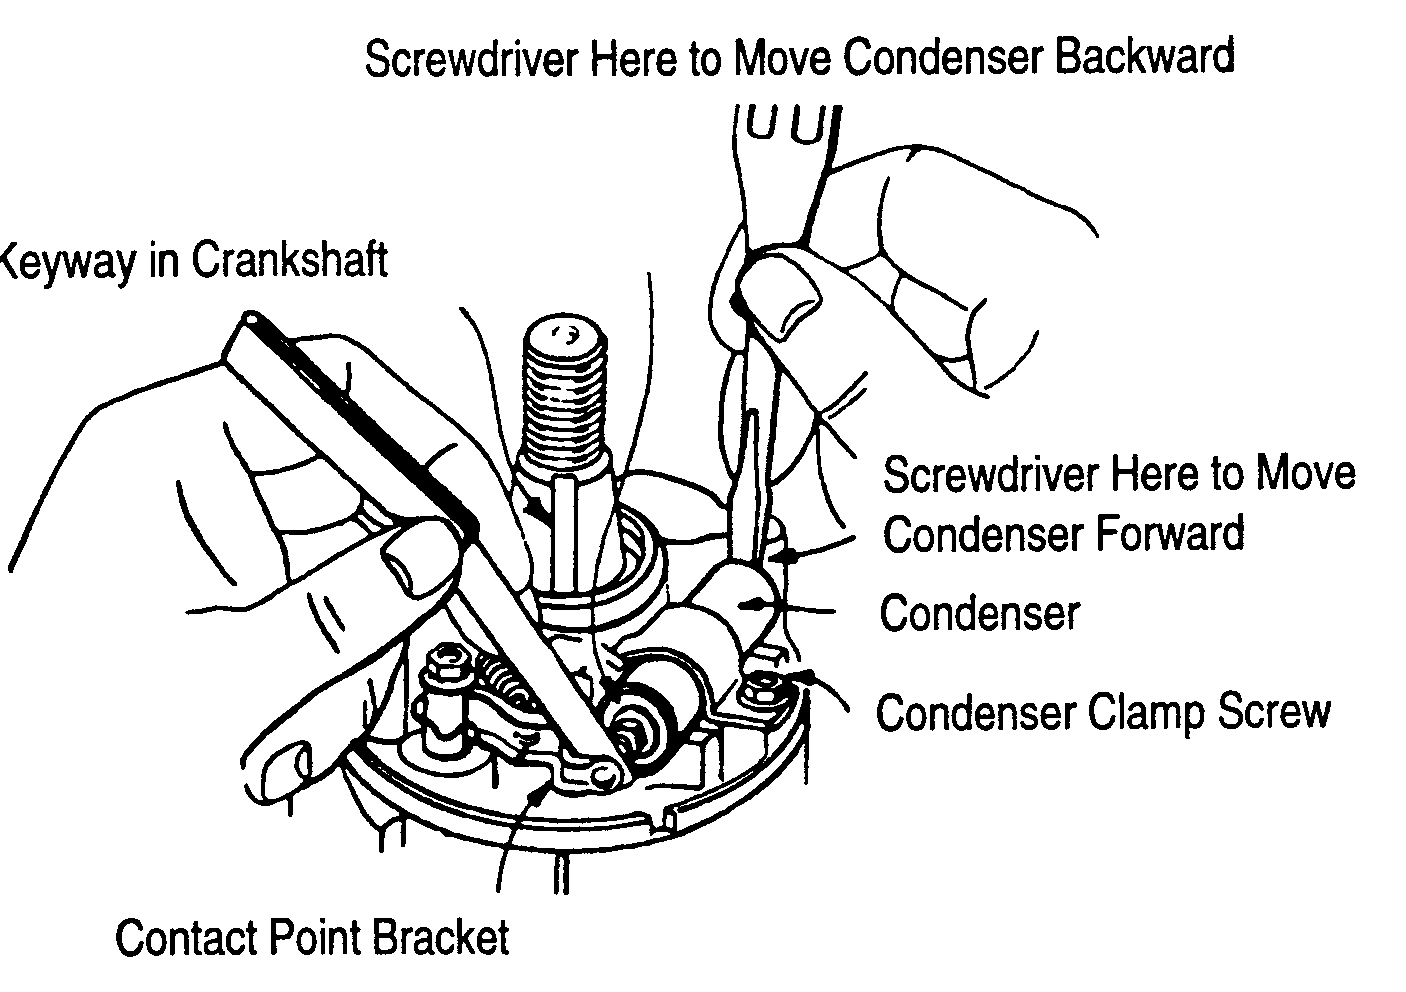 Screwdriver Here to Move Condenser Backward
Keyway in Crankshaft
Screwdriver Here to Move
Condenser Forward
Condenser
Condenser Clamp Screw
Contact Point Bracket